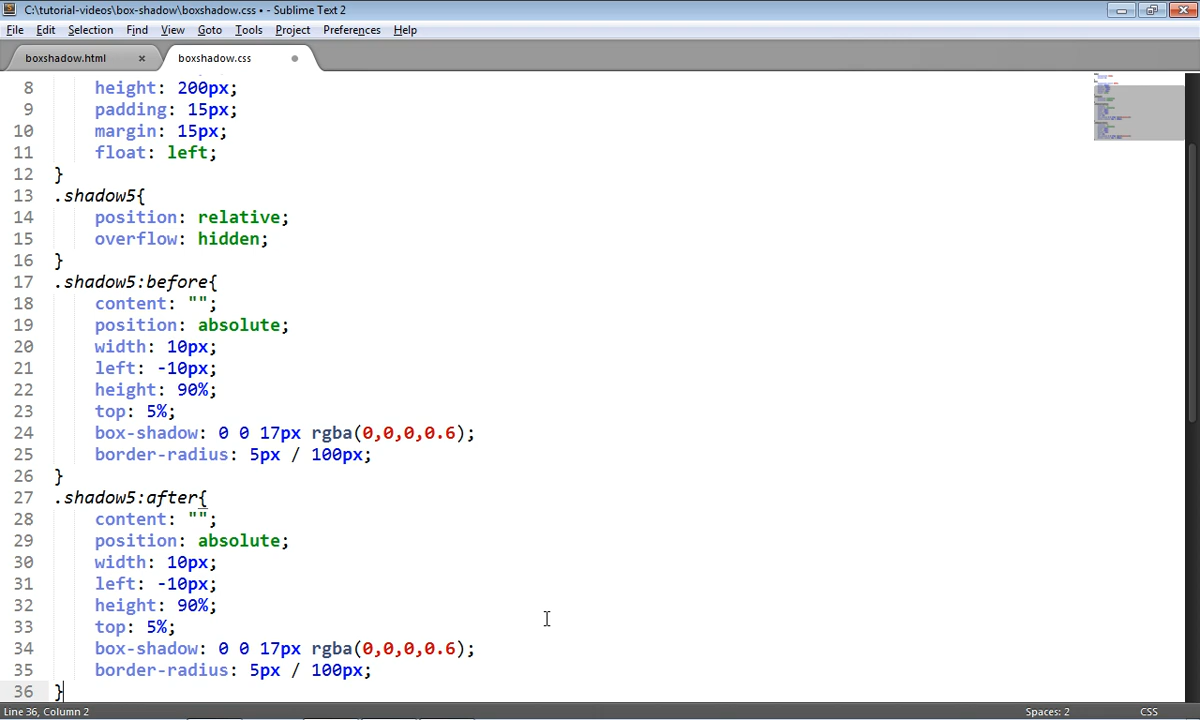 C:\tutorial-videos\box-shadow\boxshadow.css • - Sublime Text 2
File Edit Selection Find View Goto Tools Project Preferences Help
boxshadow.html × boxshadow.css
8 height: 200px;
9 padding: 15px;
10 margin: 15px;
11 float: left;
12 }
13 .shadow5{
14 position: relative;
15 overflow: hidden;
16 }
17 .shadow5:before{
18 content: "";
19 position: absolute;
20 width: 10px;
21 left: -10px;
22 height: 90%;
23 top: 5%;
24 box-shadow: 0 0 17px rgba(0,0,0,0.6);
25 border-radius: 5px / 100px;
26 }
27 .shadow5:after{
28 content: "";
29 position: absolute;
30 width: 10px;
31 left: -10px;
32 height: 90%;
33 top: 5%;
34 box-shadow: 0 0 17px rgba(0,0,0,0.6);
35 border-radius: 5px / 100px;
36 }
Line 36, Column 2 Spaces: 2 CSS